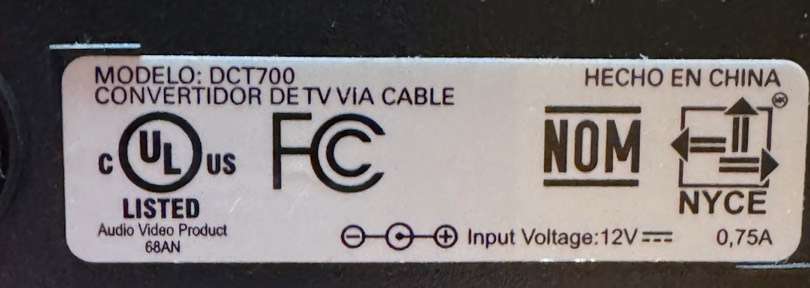 MODELO: DCT700
CONVERTIDOR DE TV VIA CABLE
HECHO EN CHINA
C UL US
LISTED
Audio Video Product
68AN
FC
NOM
NYCE
Input Voltage:12V 0,75A